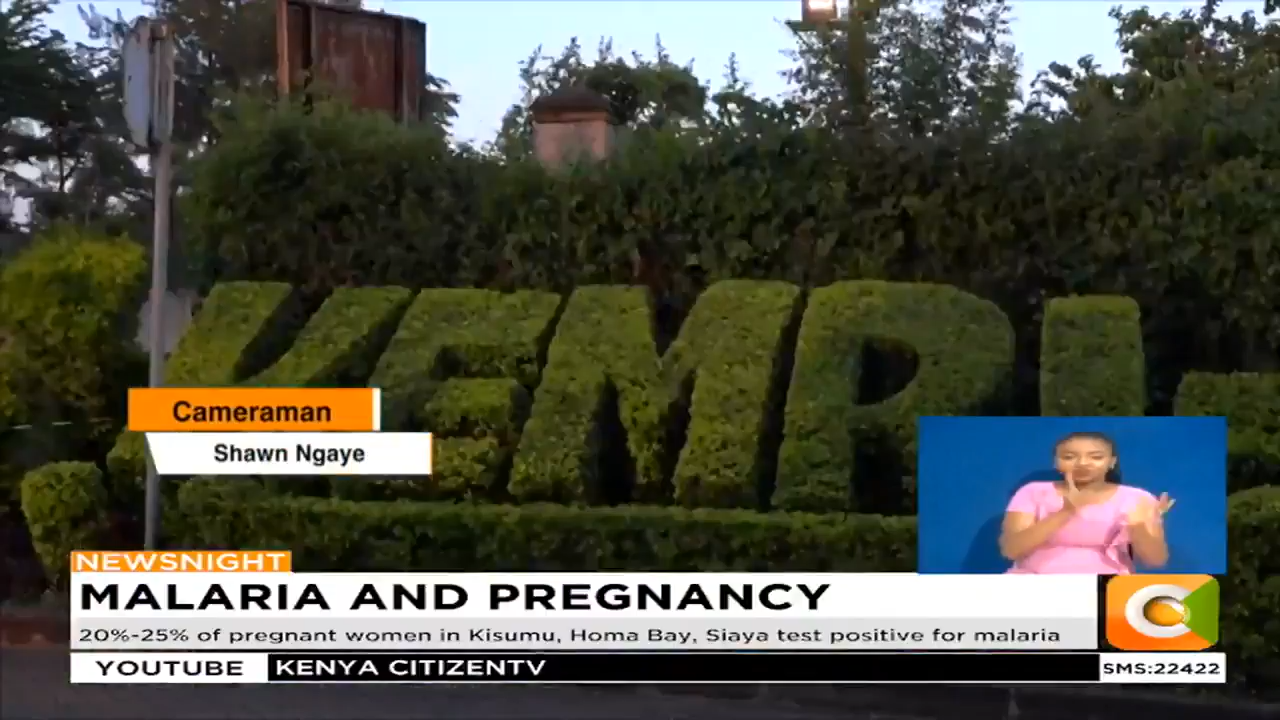 KEMRI-
Cameraman
Shawn Ngaye
NEWSNIGHT
MALARIA AND PREGNANCY
20%-25% of pregnant women in Kisumu, Homa Bay, Siaya test positive for malaria
YOUTUBE KENYA CITIZENTV SMS:22422